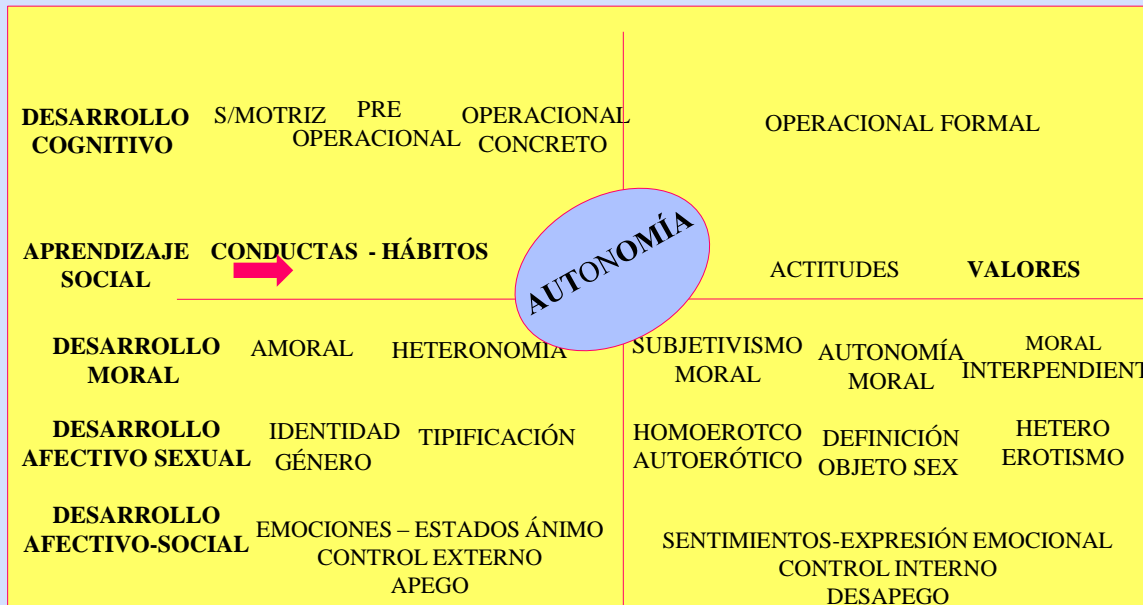 DESARROLLO COGNITIVO
S/MOTRIZ
PRE OPERACIONAL
OPERACIONAL CONCRETO
OPERACIONAL FORMAL
APRENDIZAJE SOCIAL
CONDUCTAS - HÁBITOS
AUTONOMÍA
ACTITUDES
VALORES
DESARROLLO MORAL
AMORAL
HETERONOMIA
SUBJETIVISMO MORAL
AUTONOMÍA MORAL
MORAL INTERPENDIENT
DESARROLLO AFECTIVO SEXUAL
IDENTIDAD GÉNERO
TIPIFICACIÓN
HOMOEROTCO AUTOERÓTICO
DEFINICIÓN OBJETO SEX
HETERO EROTISMO
DESARROLLO AFECTIVO-SOCIAL
EMOCIONES – ESTADOS ÁNIMO
CONTROL EXTERNO
APEGO
SENTIMIENTOS-EXPRESIÓN EMOCIONAL
CONTROL INTERNO
DESAPEGO